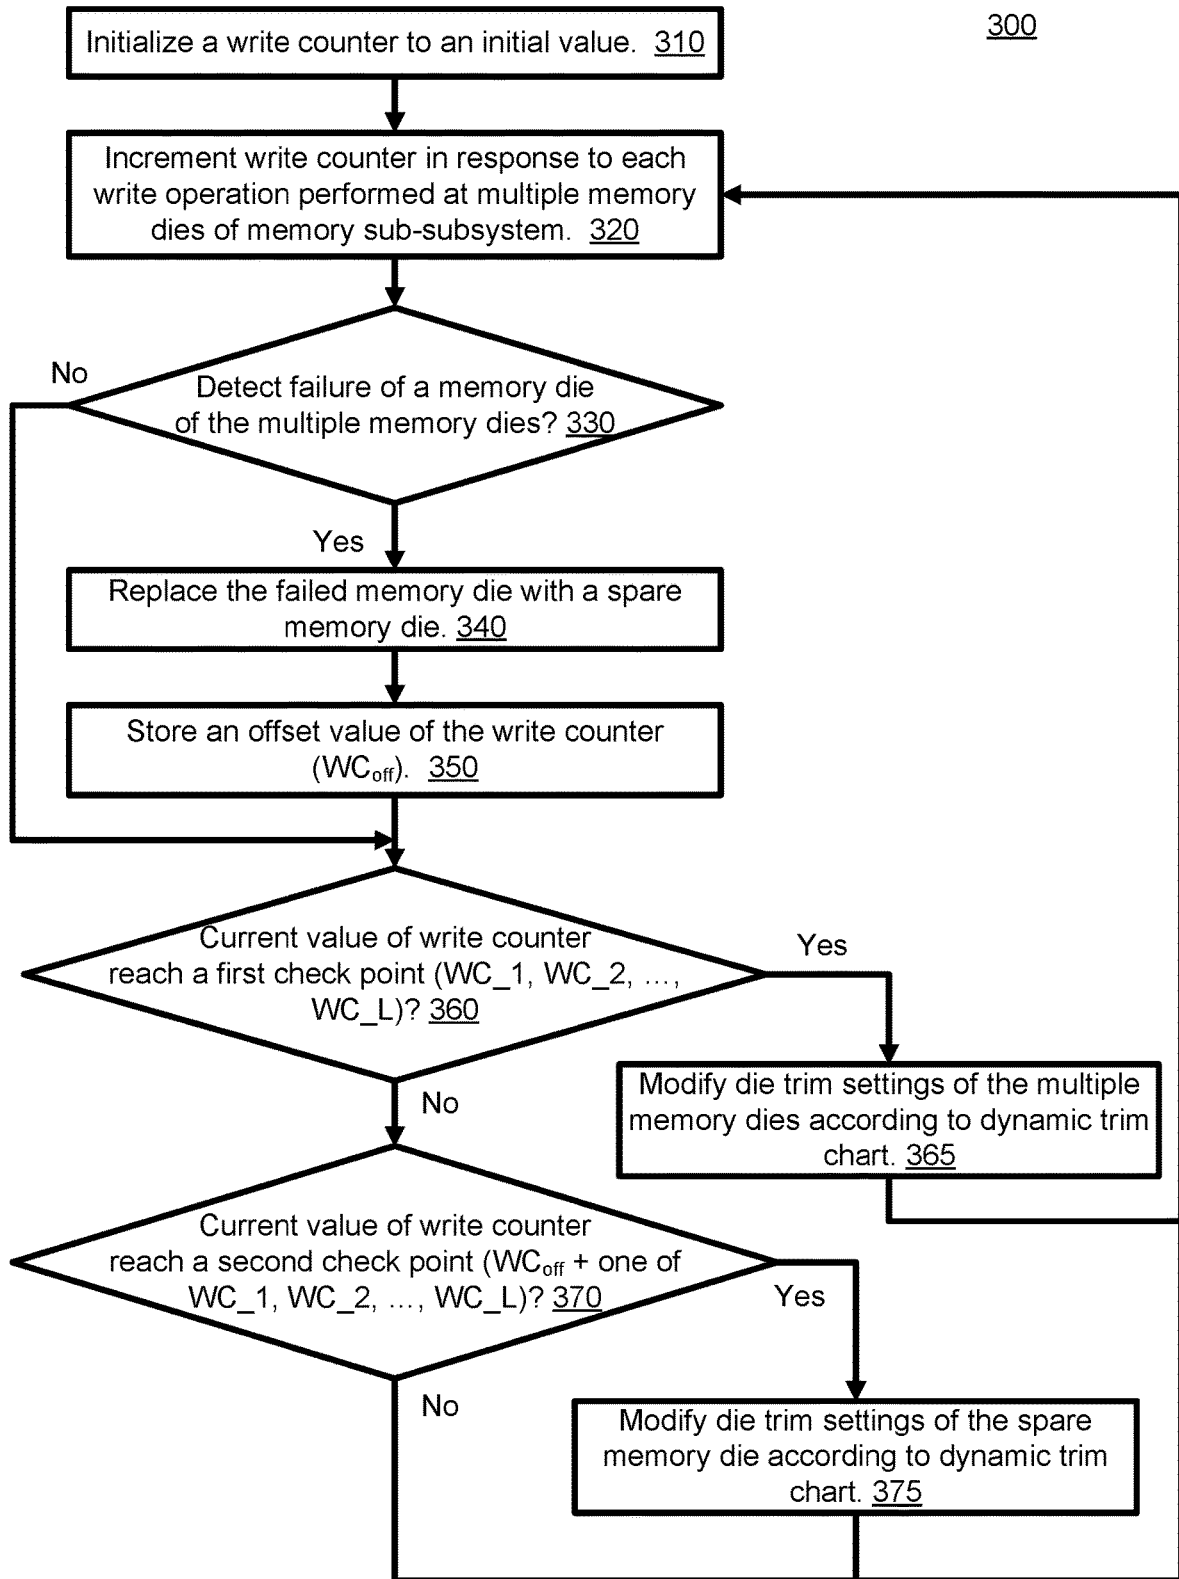 300
Initialize a write counter to an initial value. 310
Increment write counter in response to each
write operation performed at multiple memory
dies of memory sub-subsystem. 320
No
Detect failure of a memory die
of the multiple memory dies? 330
Yes
Replace the failed memory die with a spare
memory die. 340
Store an offset value of the write counter
(WCoff). 350
Current value of write counter
reach a first check point (WC_1, WC_2, ...,
WC_L)? 360
Yes
Modify die trim settings of the multiple
memory dies according to dynamic trim
chart. 365
No
Current value of write counter
reach a second check point (WCoff + one of
WC_1, WC_2, ..., WC_L)? 370
Yes
No
Modify die trim settings of the spare
memory die according to dynamic trim
chart. 375